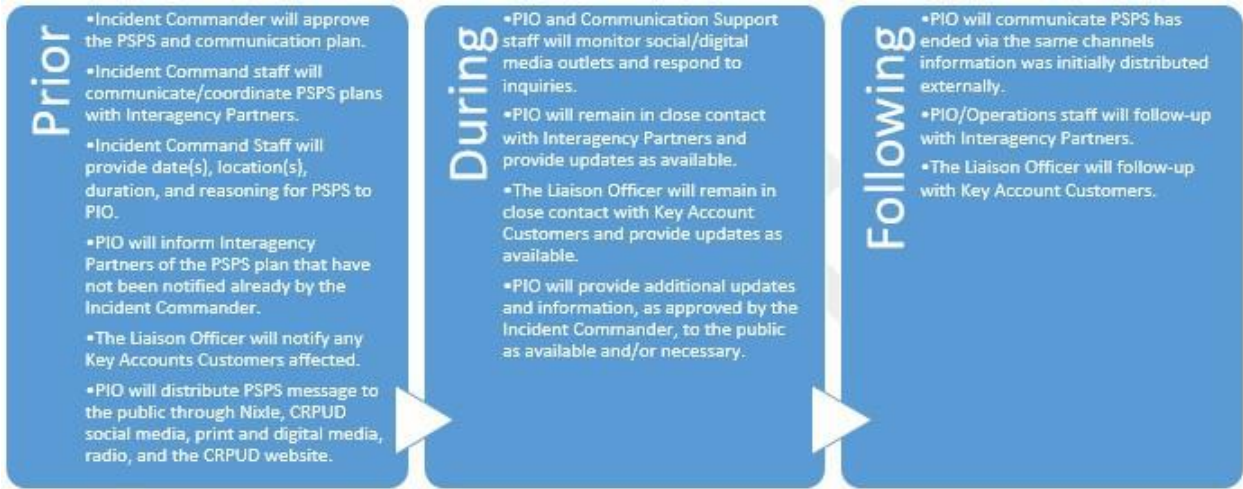 Prior
•Incident Commander will approve
the PSPS and communication plan.
•Incident Command staff will
communicate/coordinate PSPS plans
with Interagency Partners.
•Incident Command Staff will
provide date(s), location(s),
duration, and reasoning for PSPS to
PIO.
•PIO will inform Interagency
Partners of the PSPS plan that have
not been notified already by the
Incident Commander.
•The Liaison Officer will notify any
Key Accounts Customers affected.
•PIO will distribute PSPS message to
the public through Nixle, CRPUD
social media, print and digital media,
radio, and the CRPUD website.
During
•PIO and Communication Support
staff will monitor social/digital
media outlets and respond to
inquiries.
•PIO will remain in close contact
with Interagency Partners and
provide updates as available.
•The Liaison Officer will remain in
close contact with Key Account
Customers and provide updates as
available.
•PIO will provide additional updates
and information, as approved by the
Incident Commander, to the public
as available and/or necessary.
Following
•PIO will communicate PSPS has
ended via the same channels
information was initially distributed
externally.
•PIO/Operations staff will follow-up
with Interagency Partners.
•The Liaison Officer will follow-up
with Key Account Customers.